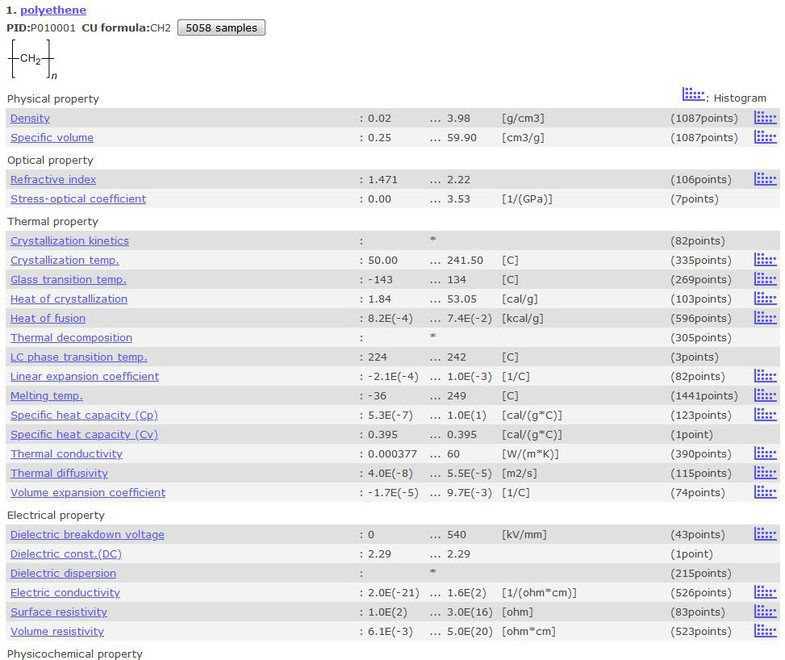 1. polyethene
PID:P010001 CU formula:CH2 5058 samples
CH2 n
: Histogram
Physical property
Density : 0.02 ... 3.98 [g/cm3] (1087points)
Specific volume : 0.25 ... 59.90 [cm3/g] (1087points)
Optical property
Refractive index : 1.471 ... 2.22 (106points)
Stress-optical coefficient : 0.00 ... 3.53 [1/(GPa)] (7points)
Thermal property
Crystallization kinetics : * (82points)
Crystallization temp. : 50.00 ... 241.50 [C] (335points)
Glass transition temp. : -143 ... 134 [C] (269points)
Heat of crystallization : 1.84 ... 53.05 [cal/g] (103points)
Heat of fusion : 8.2E(-4) ... 7.4E(-2) [kcal/g] (596points)
Thermal decomposition : * (305points)
LC phase transition temp. : 224 ... 242 [C] (3points)
Linear expansion coefficient : -2.1E(-4) ... 1.0E(-3) [1/C] (82points)
Melting temp. : -36 ... 249 [C] (1441points)
Specific heat capacity (Cp) : 5.3E(-7) ... 1.0E(1) [cal/(g*C)] (123points)
Specific heat capacity (Cv) : 0.395 ... 0.395 [cal/(g*C)] (1point)
Thermal conductivity : 0.000377 ... 60 [W/(m*K)] (390points)
Thermal diffusivity : 4.0E(-8) ... 5.5E(-5) [m2/s] (115points)
Volume expansion coefficient : -1.7E(-5) ... 9.7E(-3) [1/C] (74points)
Electrical property
Dielectric breakdown voltage : 0 ... 540 [kV/mm] (43points)
Dielectric const.(DC) : 2.29 ... 2.29 (1point)
Dielectric dispersion : * (215points)
Electric conductivity : 2.0E(-21) ... 1.6E(2) [1/(ohm*cm)] (526points)
Surface resistivity : 1.0E(2) ... 3.0E(16) [ohm] (83points)
Volume resistivity : 6.1E(-3) ... 5.0E(20) [ohm*cm] (523points)
Physicochemical property